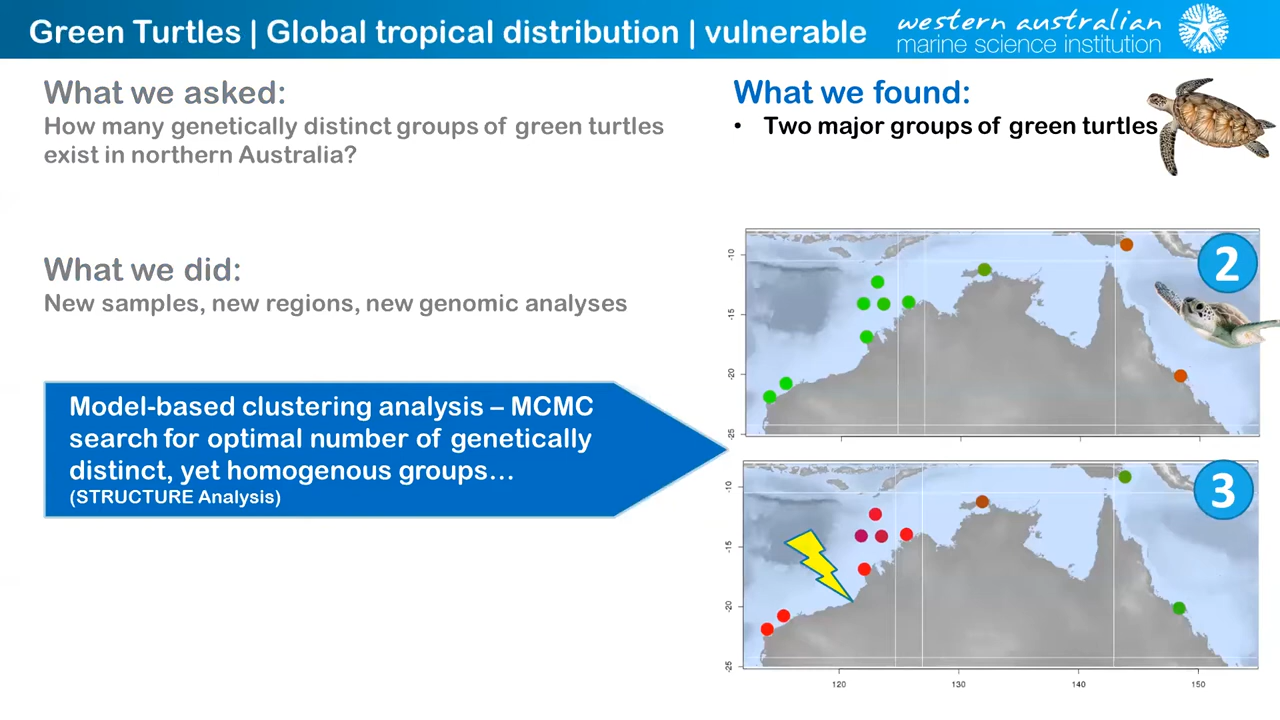 Green Turtles | Global tropical distribution | vulnerable
western australian
marine science institution
What we asked:
How many genetically distinct groups of green turtles
exist in northern Australia?
What we did:
New samples, new regions, new genomic analyses
Model-based clustering analysis – MCMC
search for optimal number of genetically
distinct, yet homogenous groups…
(STRUCTURE Analysis)
What we found:
• Two major groups of green turtles
2
-10
-15
-20
-25
3
-10
-15
-20
-25
120 130 140 150